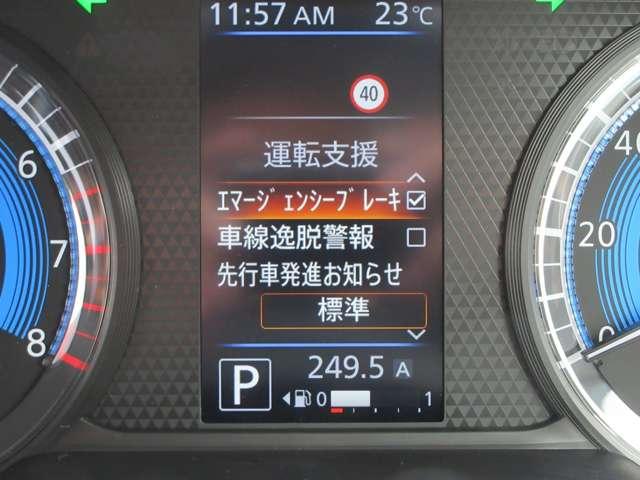 11:57 AM 23℃
40
運転支援
ｴﾏｰｼﾞｪﾝｼｰﾌﾞﾚｰｷ
車線逸脱警報
先行車発進お知らせ
標準
P 249.5 A
0 1
6
7
8
40
20
0